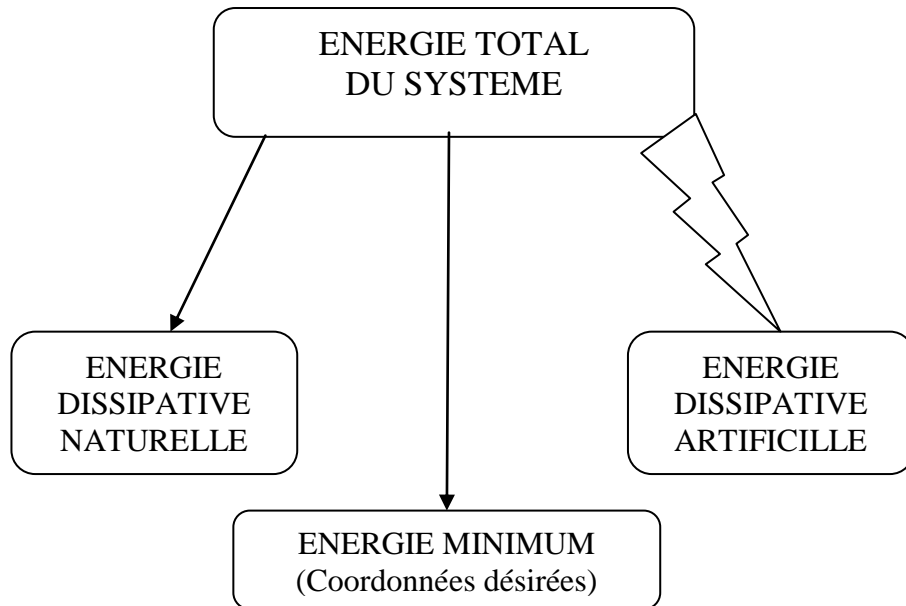 ENERGIE TOTAL
DU SYSTEME
ENERGIE
DISSIPATIVE
NATURELLE
ENERGIE
DISSIPATIVE
ARTIFICILLE
ENERGIE MINIMUM
(Coordonnées désirées)